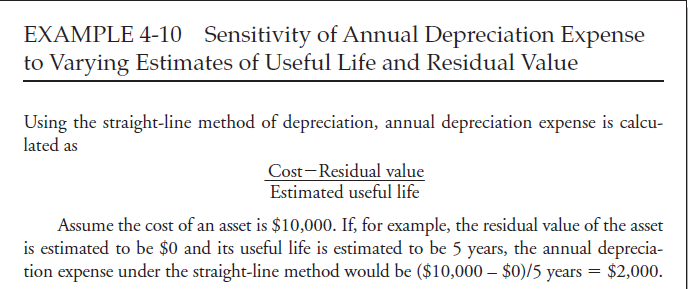 EXAMPLE 4-10 Sensitivity of Annual Depreciation Expense
to Varying Estimates of Useful Life and Residual Value
Using the straight-line method of depreciation, annual depreciation expense is calcu-
lated as
Cost−Residual value
Estimated useful life
Assume the cost of an asset is $10,000. If, for example, the residual value of the asset
is estimated to be $0 and its useful life is estimated to be 5 years, the annual deprecia-
tion expense under the straight-line method would be ($10,000 – $0)/5 years = $2,000.